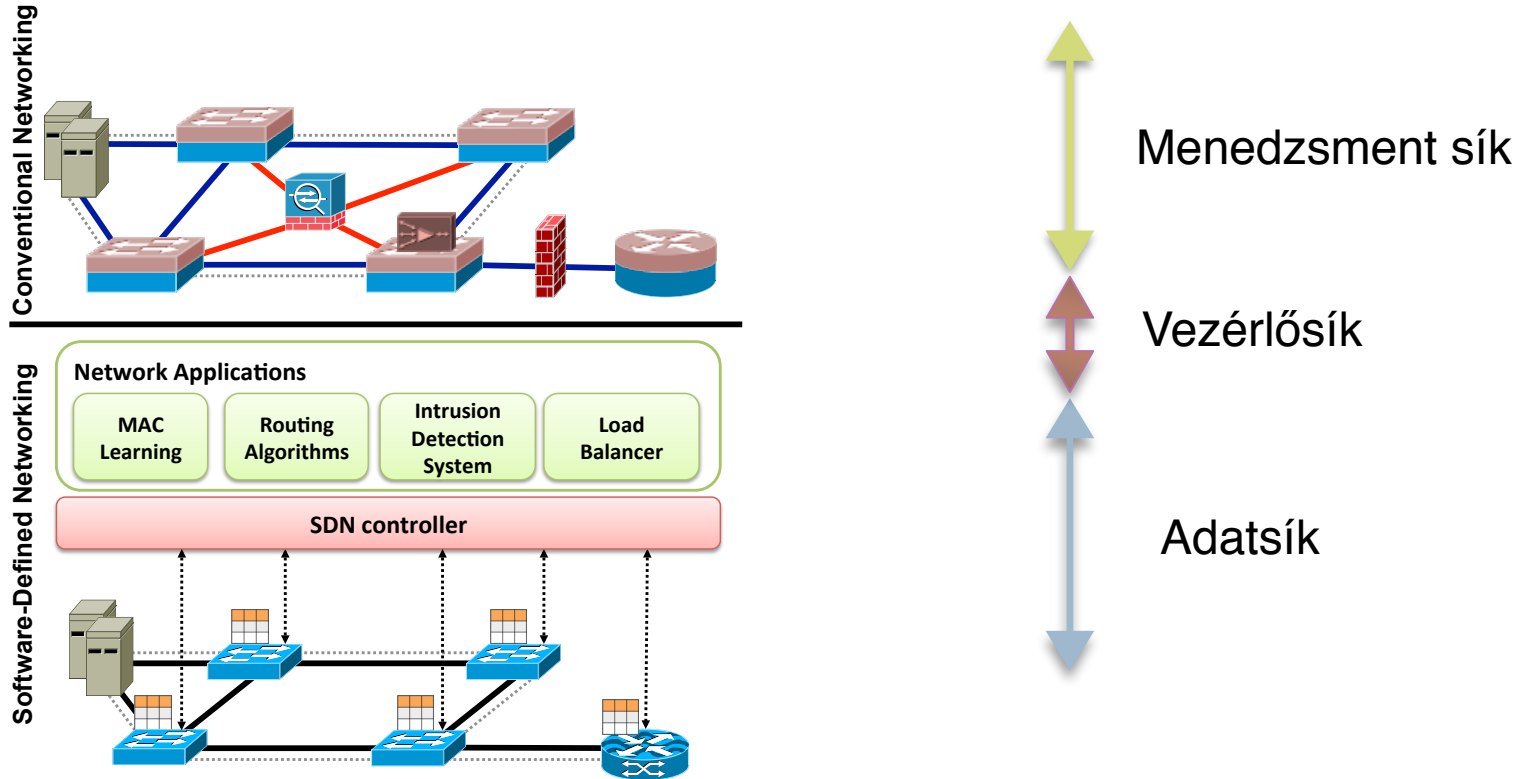 Conventional Networking
Software-Defined Networking
Network Applications
MAC
Learning
Routing
Algorithms
Intrusion
Detection
System
Load
Balancer
SDN controller
Menedzsment sík
Vezérlősík
Adatsík